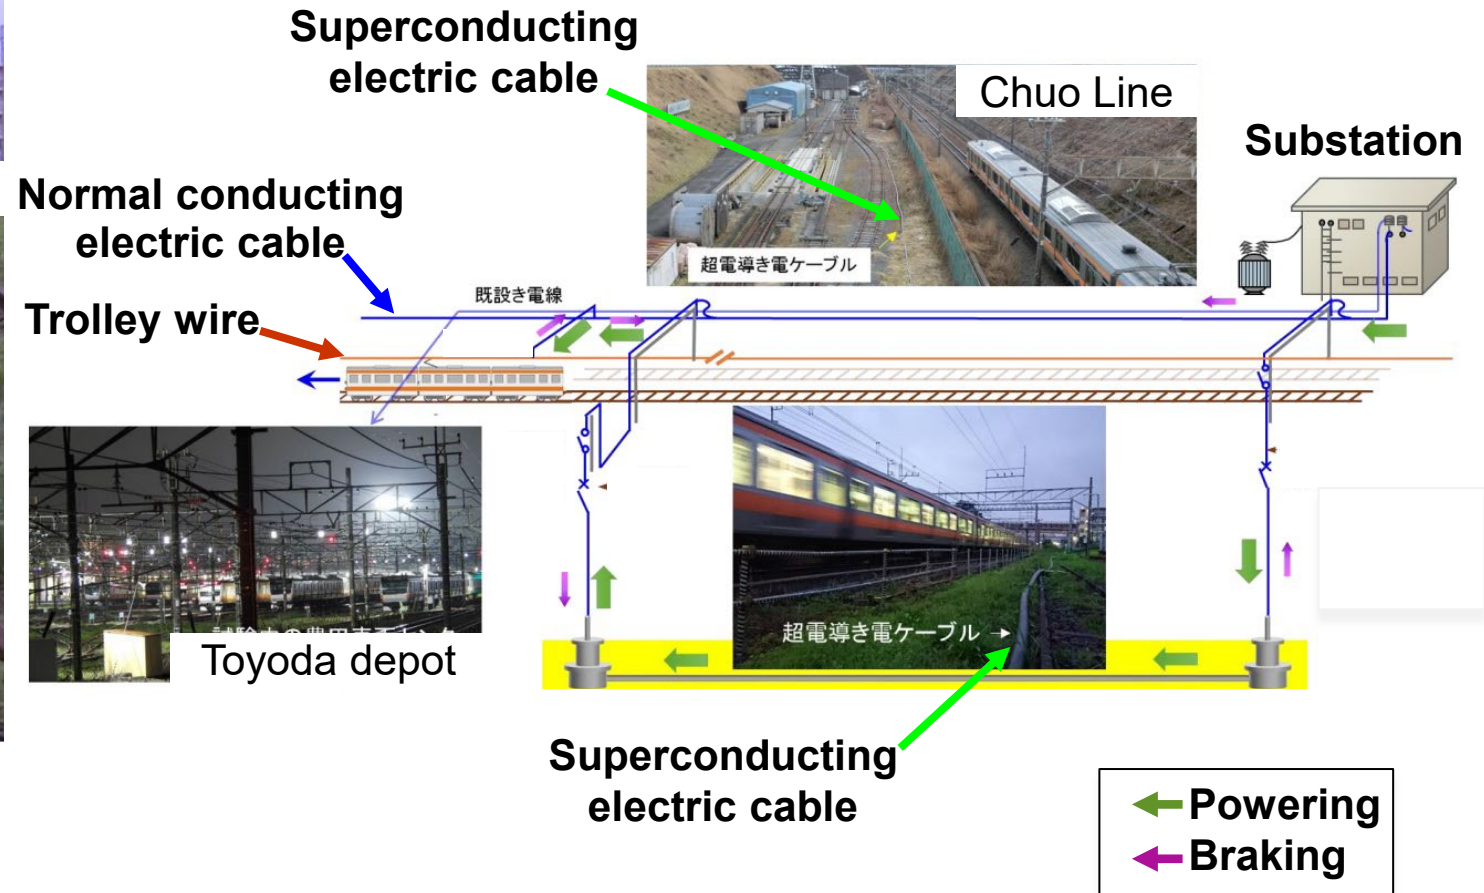 Superconducting
electric cable
Chuo Line
Substation
Normal conducting
electric cable
超電導き電ケーブル
既設き電線
Trolley wire
超電導き電ケーブル
Toyoda depot
Superconducting
electric cable
Powering
Braking